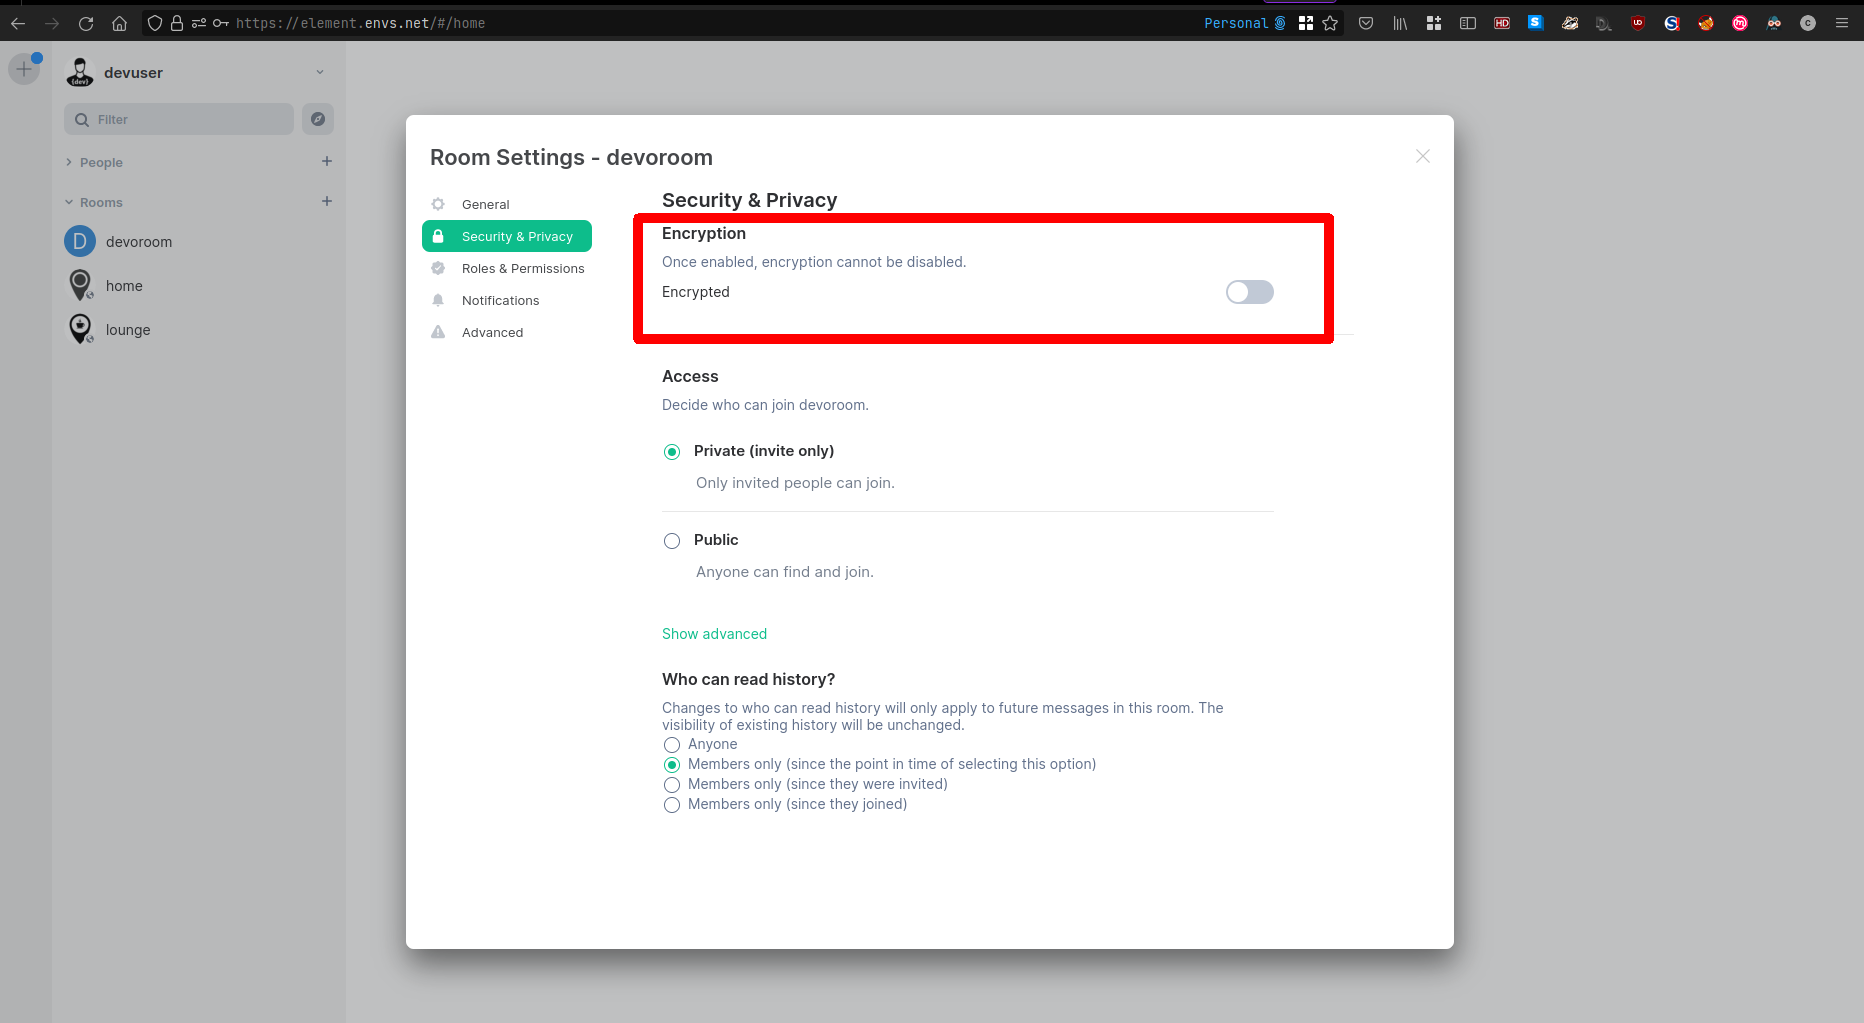 https://element.envs.net/#/home
Personal
HD
S
UO
S
m
C
devuser
{dev}
Filter
People
Rooms
D
devoroom
home
lounge
Room Settings - devoroom
General
Security & Privacy
Roles & Permissions
Notifications
Advanced
Security & Privacy
Encryption
Once enabled, encryption cannot be disabled.
Encrypted
Access
Decide who can join devoroom.
Private (invite only)
Only invited people can join.
Public
Anyone can find and join.
Show advanced
Who can read history?
Changes to who can read history will only apply to future messages in this room. The
visibility of existing history will be unchanged.
Anyone
Members only (since the point in time of selecting this option)
Members only (since they were invited)
Members only (since they joined)